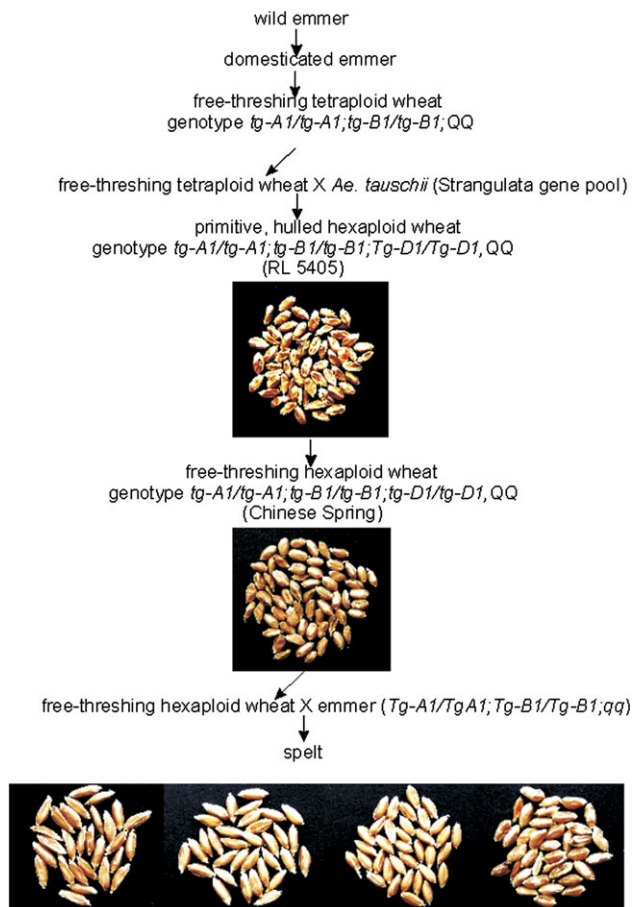 wild emmer
domesticated emmer
free-threshing tetraploid wheat
genotype tg-A1/tg-A1;tg-B1/tg-B1;QQ
free-threshing tetraploid wheat X Ae. tauschii (Strangulata gene pool)
primitive, hulled hexaploid wheat
genotype tg-A1/tg-A1;tg-B1/tg-B1;Tg-D1/Tg-D1,QQ
(RL 5405)
free-threshing hexaploid wheat
genotype tg-A1/tg-A1;tg-B1/tg-B1;tg-D1/tg-D1,QQ
(Chinese Spring)
free-threshing hexaploid wheat X emmer (Tg-A1/TgA1;Tg-B1/Tg-B1;qq)
spelt